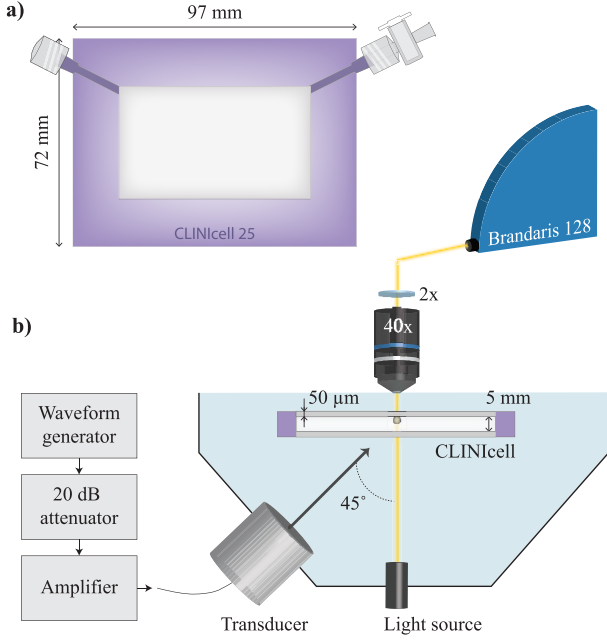 a)
97 mm
72 mm
CLINIcell 25
Brandaris 128
2x
b)
40x
50 µm
5 mm
Waveform
generator
CLINIcell
20 dB
attenuator
45°
Amplifier
Transducer
Light source